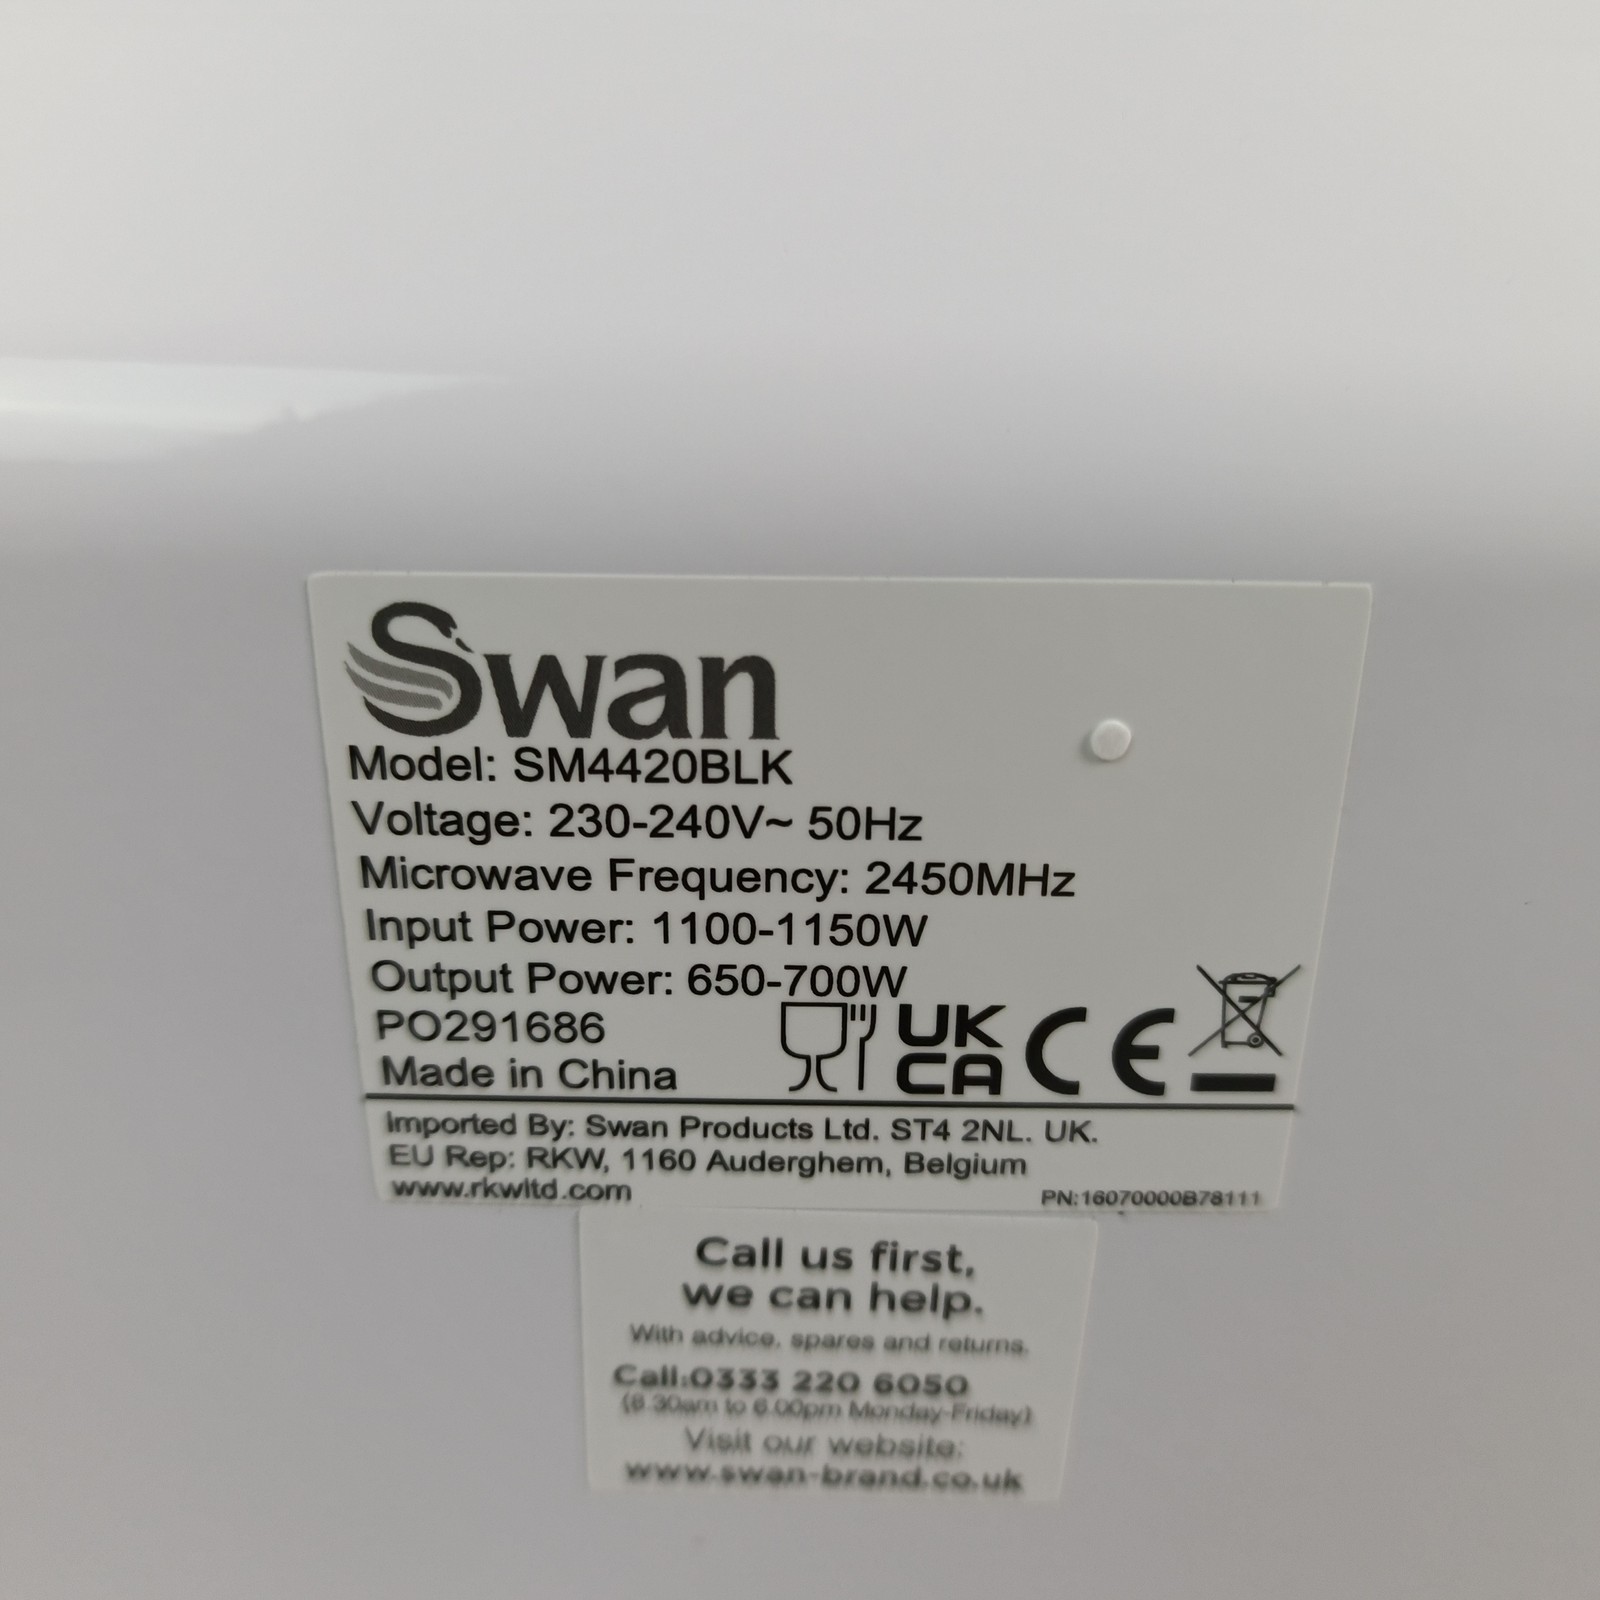 Swan
Model: SM4420BLK
Voltage: 230-240V~ 50Hz
Microwave Frequency: 2450MHz
Input Power: 1100-1150W
Output Power: 650-700W
PO291686
Made in China
UK
CA
CE
Imported By: Swan Products Ltd. ST4 2NL. UK.
EU Rep: RKW, 1160 Auderghem, Belgium
www.rkwltd.com
PN:16070000B78111
Call us first,
we can help.
With advice, spares and returns.
Call:0333 220 6050
(8.30am to 6.00pm Monday-Friday)
Visit our website:
www.swan-brand.co.uk